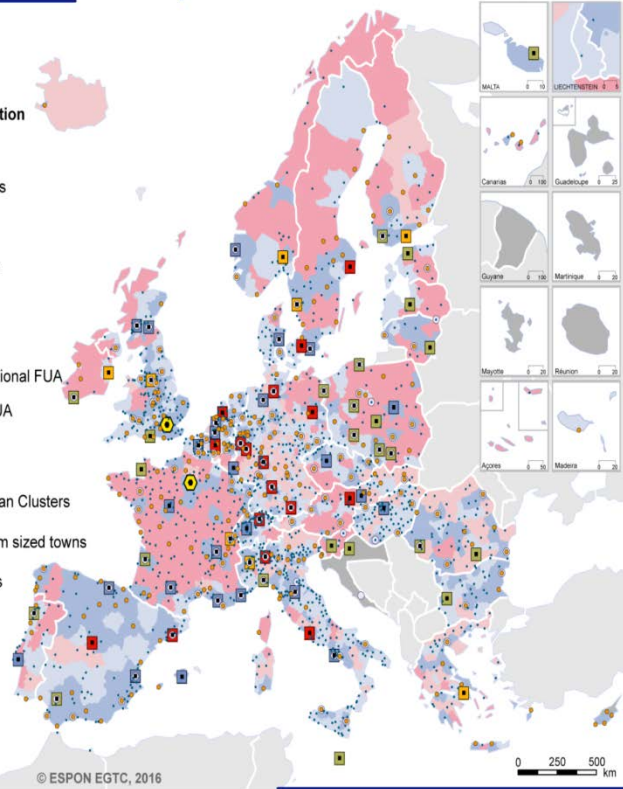 tion
s
ional FUA
JA
an Clusters
m sized towns
s
MALTA 0 10
LIECHTENSTEIN 0 5
Canarias 0 100
Guadeloupe 0 25
Guyane 0 100
Martinique 0 20
Mayotte 0 20
Réunion 0 20
Açores 0 50
Madeira 0 20
0 250 500
km
© ESPON EGTC, 2016